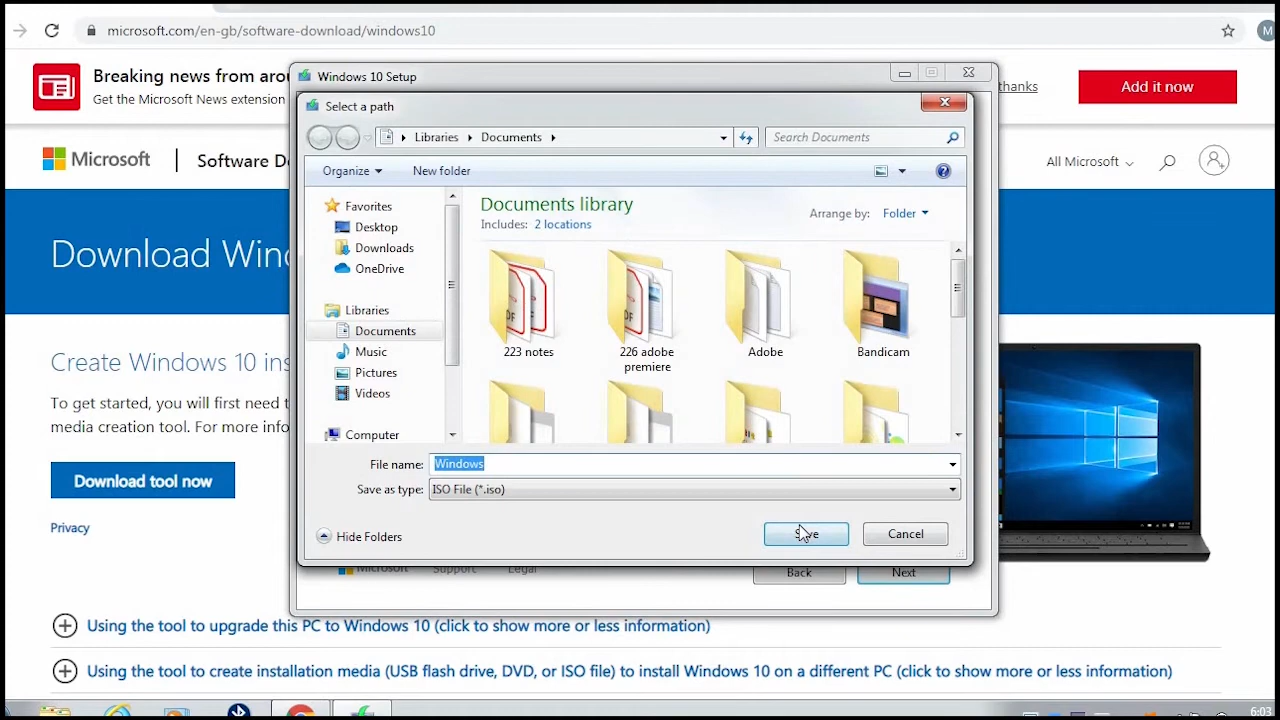 microsoft.com/en-gb/software-download/windows10
M
Breaking news from arou
Get the Microsoft News extension
thanks
Add it now
Windows 10 Setup
Select a path
Libraries
Documents
Search Documents
Microsoft
Software Do
All Microsoft
Organize
New folder
Favorites
Desktop
Downloads
OneDrive
Libraries
Documents
Music
Pictures
Videos
Computer
Documents library
Includes: 2 locations
Arrange by: Folder
223 notes
226 adobe
premiere
Adobe
Bandicam
Download Wind
Create Windows 10 ins
To get started, you will first need t
media creation tool. For more info
Download tool now
Privacy
File name: Windows
Save as type: ISO File (*.iso)
Hide Folders
Save
Cancel
Microsoft
Support
Legal
Back
Next
Using the tool to upgrade this PC to Windows 10 (click to show more or less information)
Using the tool to create installation media (USB flash drive, DVD, or ISO file) to install Windows 10 on a different PC (click to show more or less information)
6:03